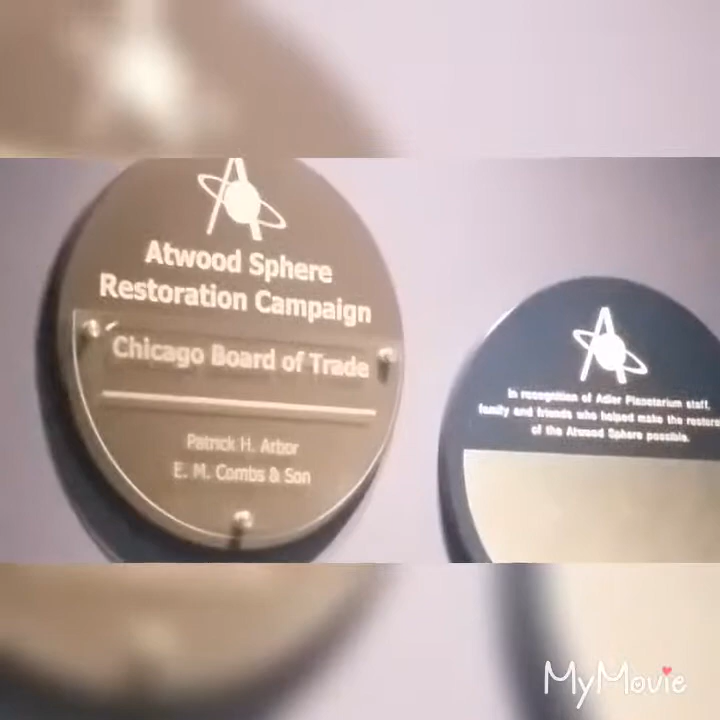 Atwood Sphere
Restoration Campaign
Chicago Board of Trade
Patrick H. Arbor
E. M. Combs & Son
In recognition of Adler Planetarium staff,
family and friends who helped make the restora
of the Atwood Sphere possible.
MyMovie